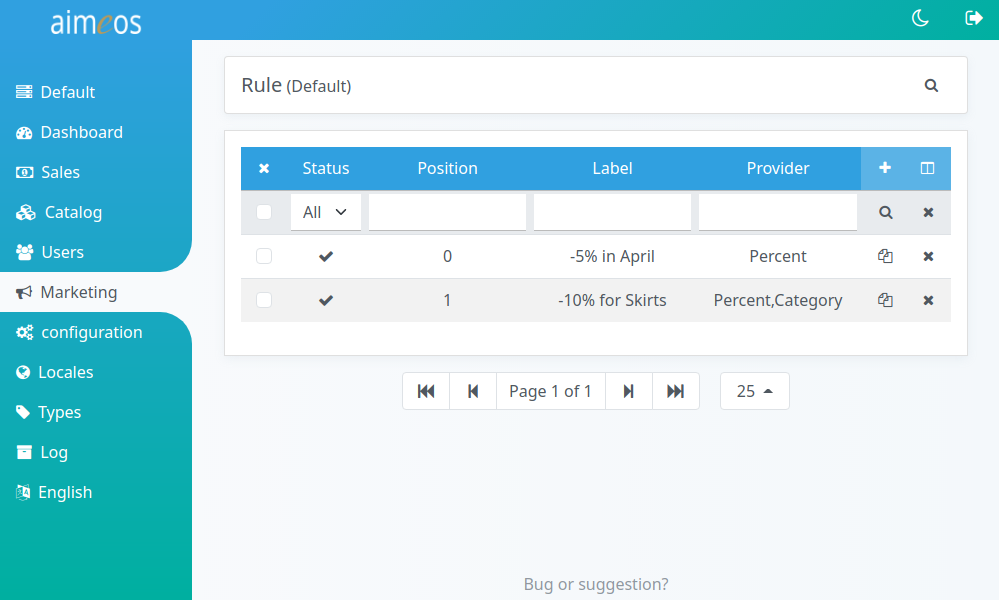 aimeos
Default
Dashboard
Sales
Catalog
Users
Marketing
configuration
Locales
Types
Log
English
Rule (Default)
Status Position Label Provider
All
0 -5% in April Percent
1 -10% for Skirts Percent,Category
Page 1 of 1 25
Bug or suggestion?